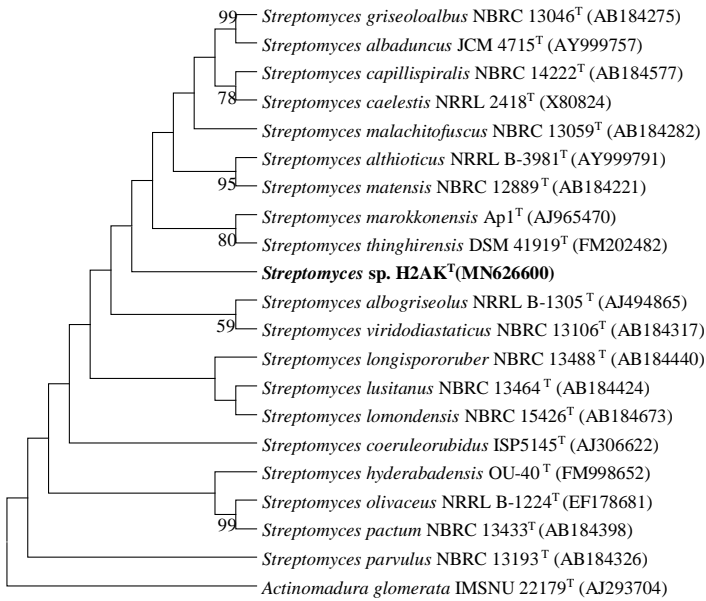 99 Streptomyces griseoloalbus NBRC 13046T (AB184275)
Streptomyces albaduncus JCM 4715T (AY999757)
Streptomyces capillispiralis NBRC 14222T (AB184577)
78 Streptomyces caelestis NRRL 2418T (X80824)
Streptomyces malachitofuscus NBRC 13059T (AB184282)
Streptomyces althioticus NRRL B-3981T (AY999791)
95 Streptomyces matensis NBRC 12889T (AB184221)
Streptomyces marokkonensis Ap1T (AJ965470)
80 Streptomyces thinghirensis DSM 41919T (FM202482)
Streptomyces sp. H2AKT(MN626600)
Streptomyces albogriseolus NRRL B-1305T (AJ494865)
59 Streptomyces viridodiastaticus NBRC 13106T (AB184317)
Streptomyces longispororuber NBRC 13488T (AB184440)
Streptomyces lusitanus NBRC 13464T (AB184424)
Streptomyces lomondensis NBRC 15426T (AB184673)
Streptomyces coeruleorubidus ISP5145T (AJ306622)
Streptomyces hyderabadensis OU-40T (FM998652)
Streptomyces olivaceus NRRL B-1224T (EF178681)
99 Streptomyces pactum NBRC 13433T (AB184398)
Streptomyces parvulus NBRC 13193T (AB184326)
Actinomadura glomerata IMSNU 22179T (AJ293704)